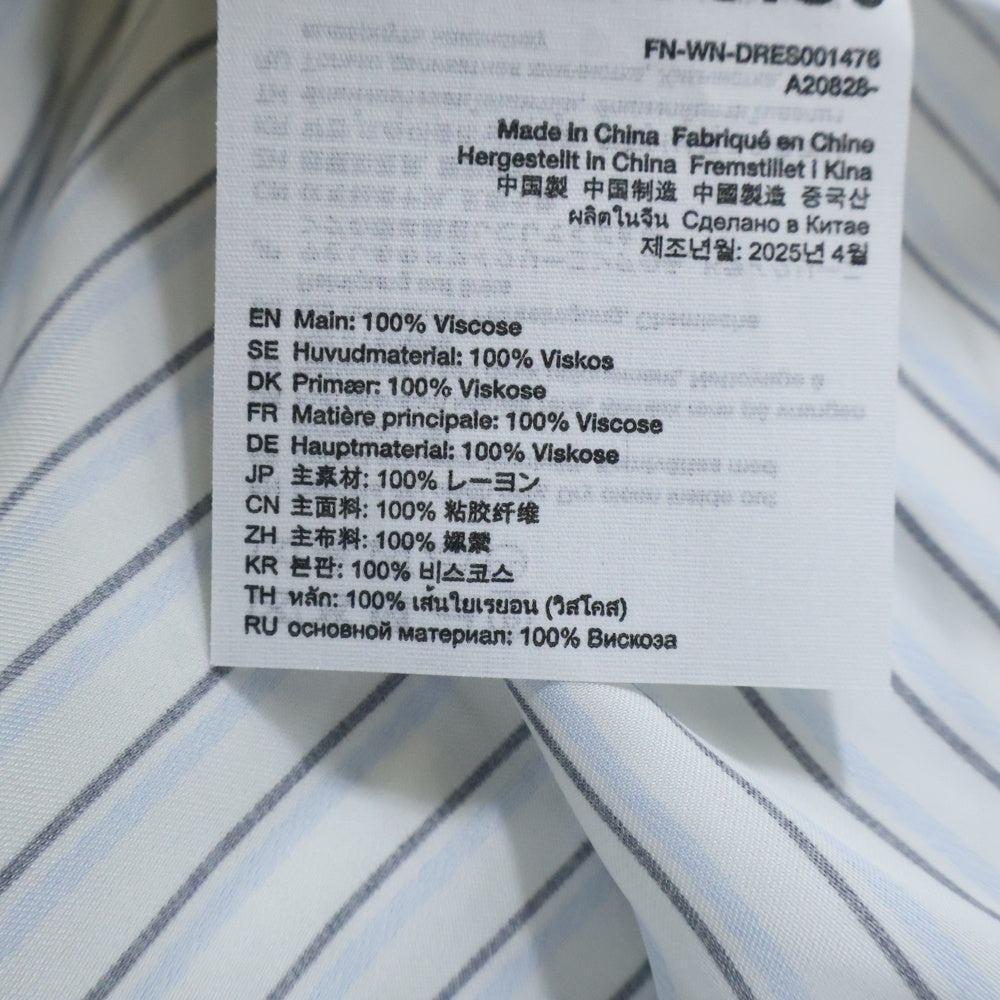 FN-WN-DRES001476
A20828-
Made in China Fabriqué en Chine
Hergestellt in China Fremstillet i Kina
中国製 中国制造 中國製造 중국산
ผลิตในจีน Сделано в Китае
제조년월: 2025년 4월
EN Main: 100% Viscose
SE Huvudmaterial: 100% Viskos
DK Primær: 100% Viskose
FR Matière principale: 100% Viscose
DE Hauptmaterial: 100% Viskose
JP 主素材: 100% レーヨン
CN 主面料: 100% 粘胶纤维
ZH 主布料: 100% 嫘縈
KR 본판: 100% 비스코스
TH หลัก: 100% เส้นใยเรยอน (วิสโคส)
RU основной материал: 100% Вискоза